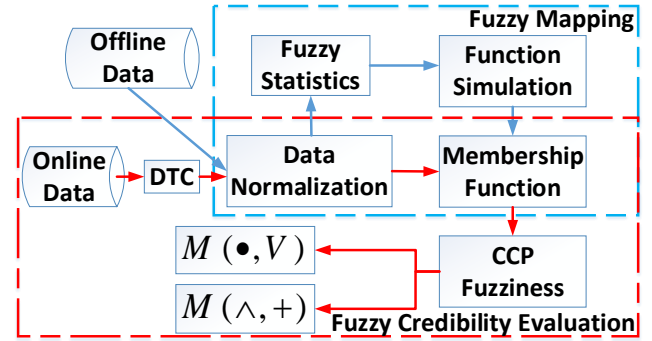 Fuzzy Mapping
Offline
Data
Fuzzy
Statistics
Function
Simulation
Online
Data
DTC
Data
Normalization
Membership
Function
M (●, V)
CCP
Fuzziness
M (∧, +)
Fuzzy Credibility Evaluation